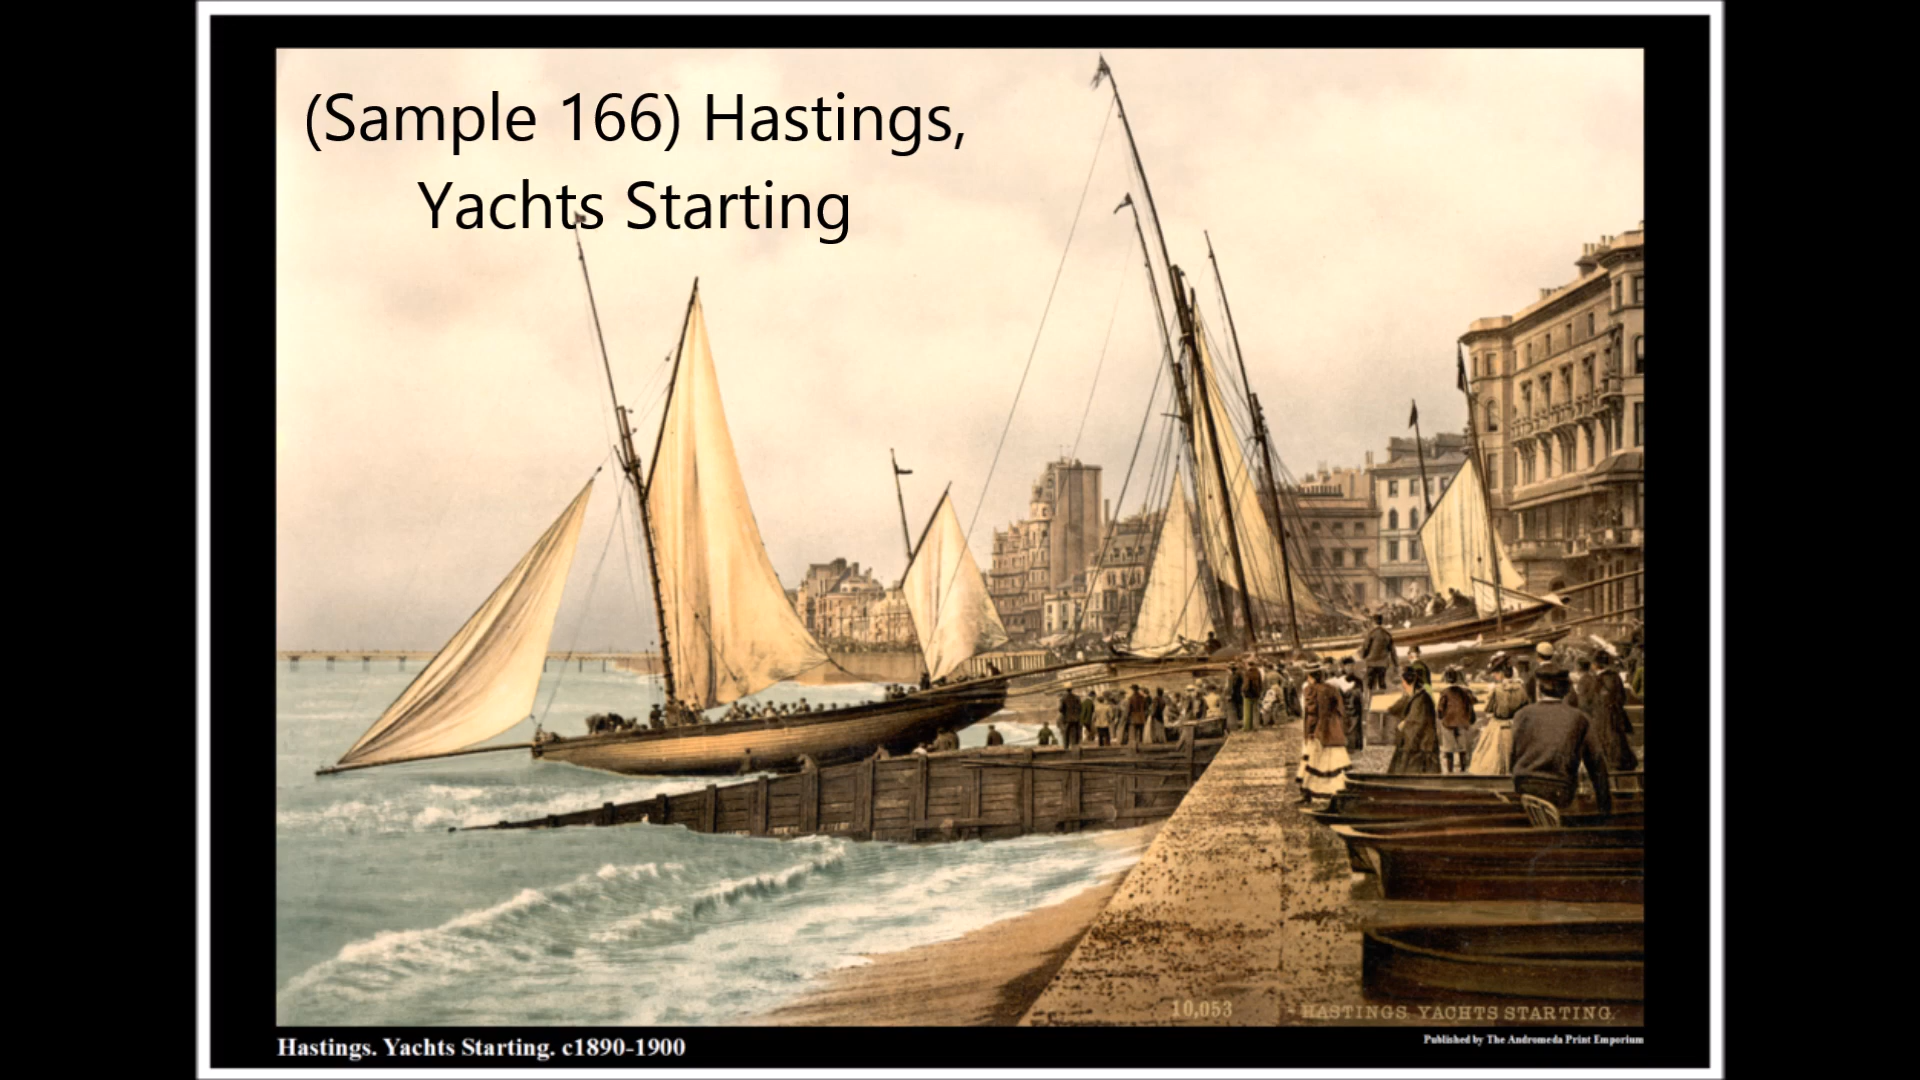 (Sample 166) Hastings,
Yachts Starting
10,053 - HASTINGS. YACHTS STARTING.
Hastings. Yachts Starting. c1890-1900
Published by The Andromeda Print Emporium